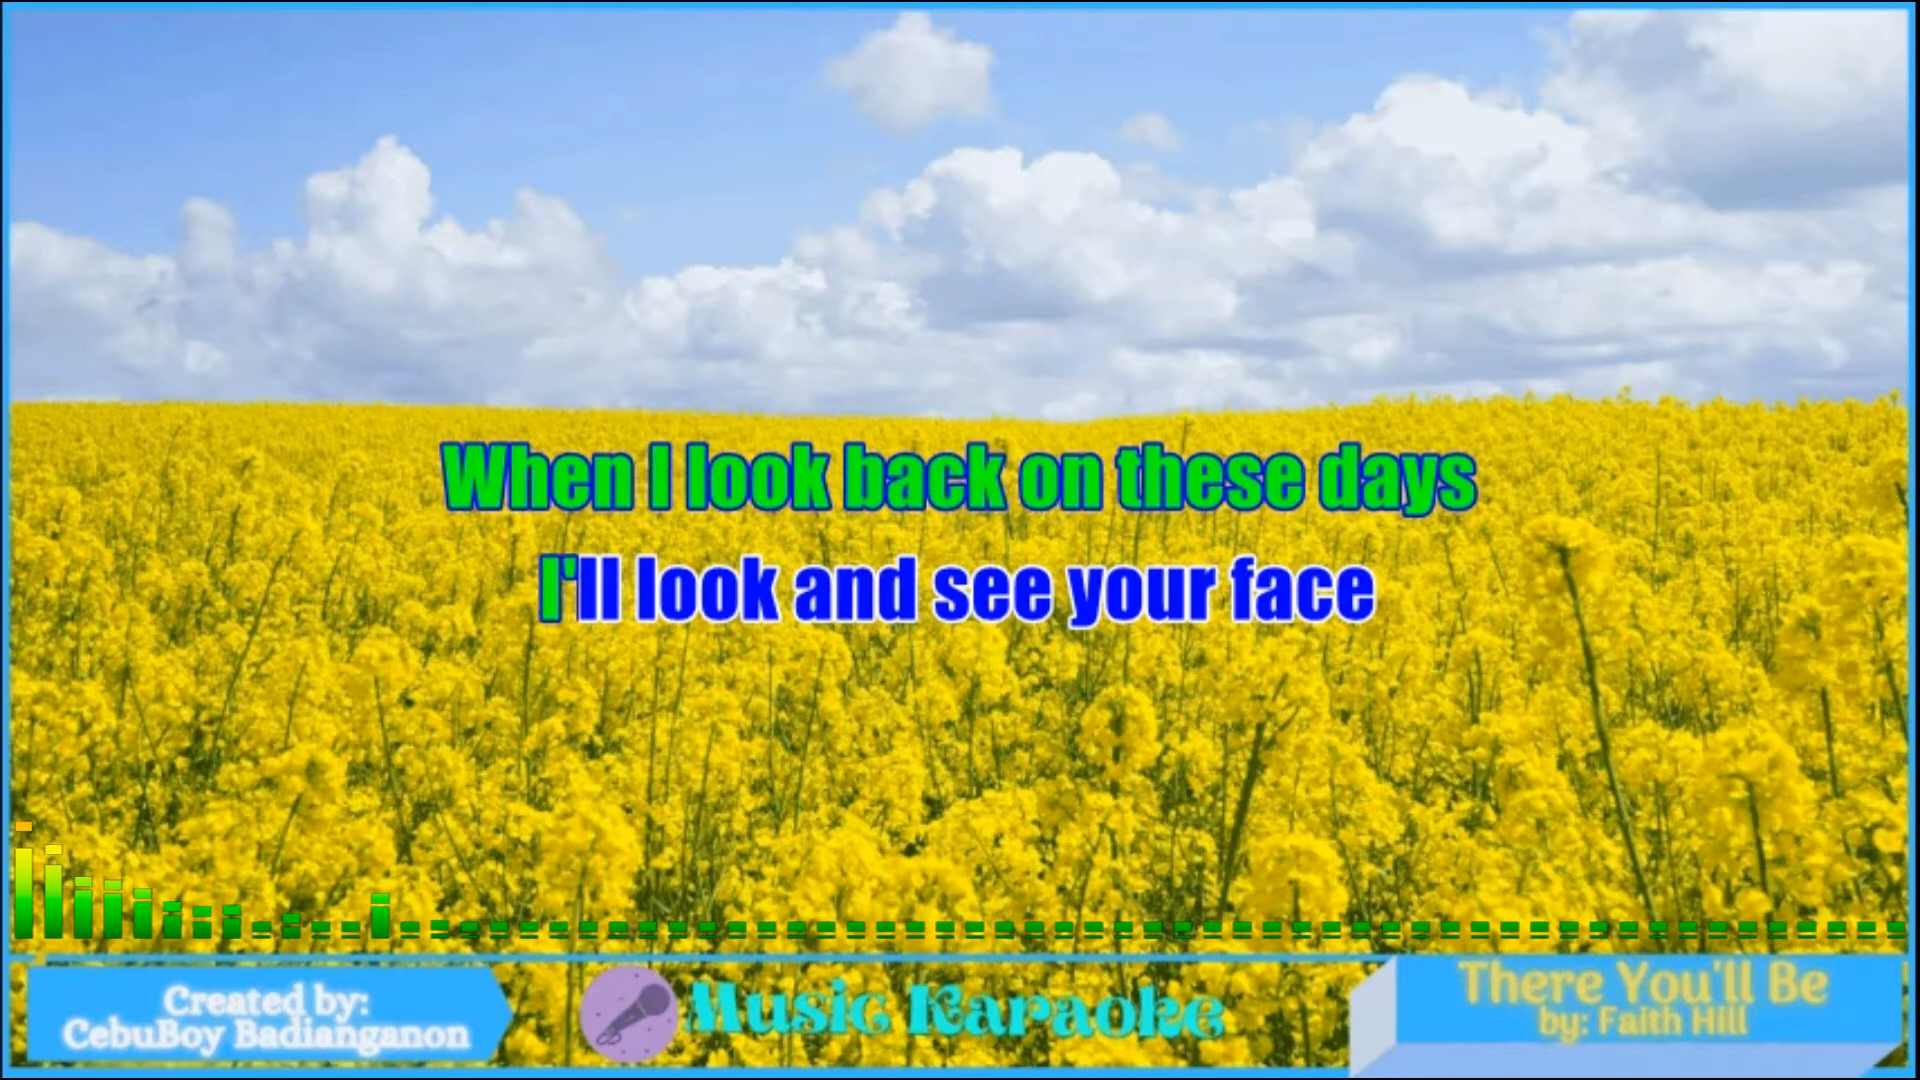 When I look back on these days
I'll look and see your face
Created by:
CebuBoy Badianganon
Music Karaoke
There You'll Be
by: Faith Hill